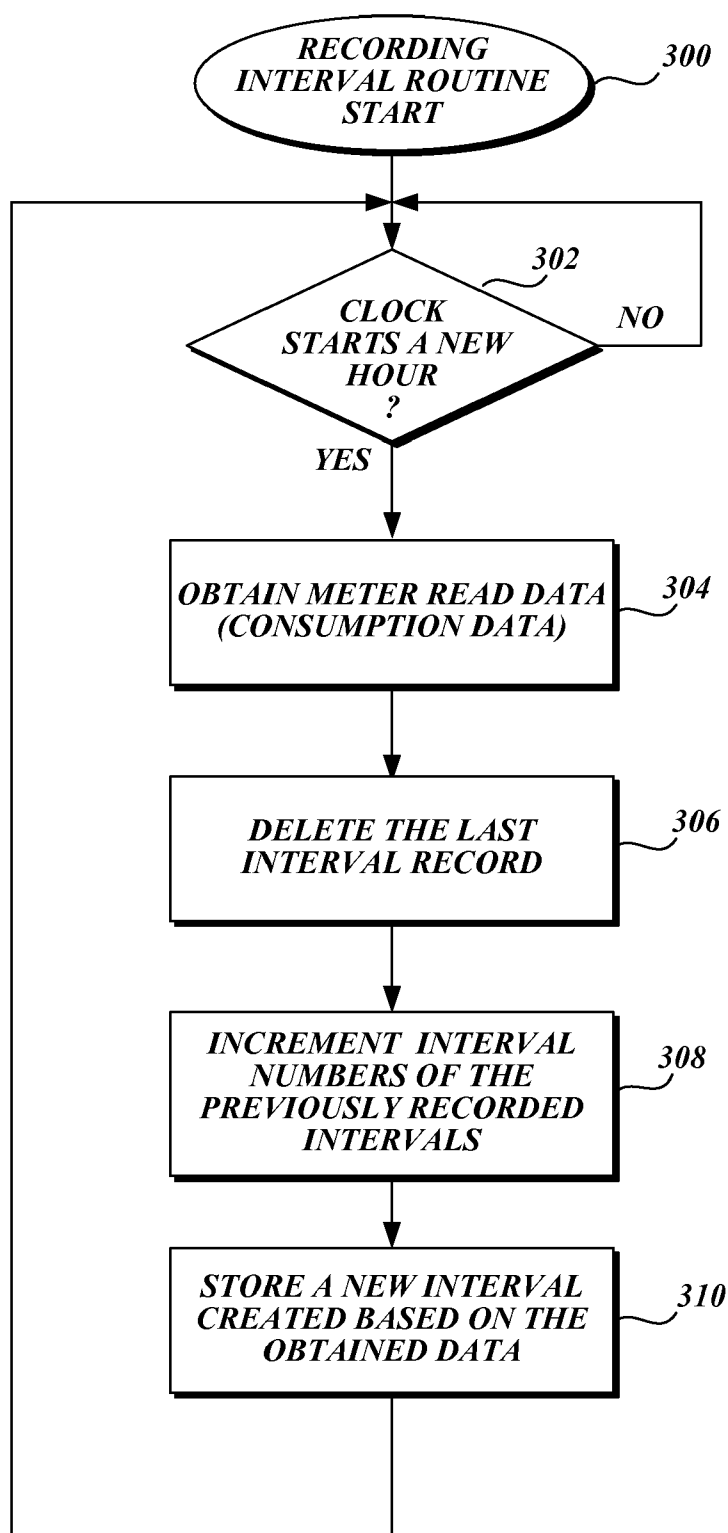 RECORDING
INTERVAL ROUTINE
START
300
302
CLOCK
STARTS A NEW
HOUR
?
NO
YES
OBTAIN METER READ DATA
(CONSUMPTION DATA)
304
DELETE THE LAST
INTERVAL RECORD
306
INCREMENT INTERVAL
NUMBERS OF THE
PREVIOUSLY RECORDED
INTERVALS
308
STORE A NEW INTERVAL
CREATED BASED ON THE
OBTAINED DATA
310